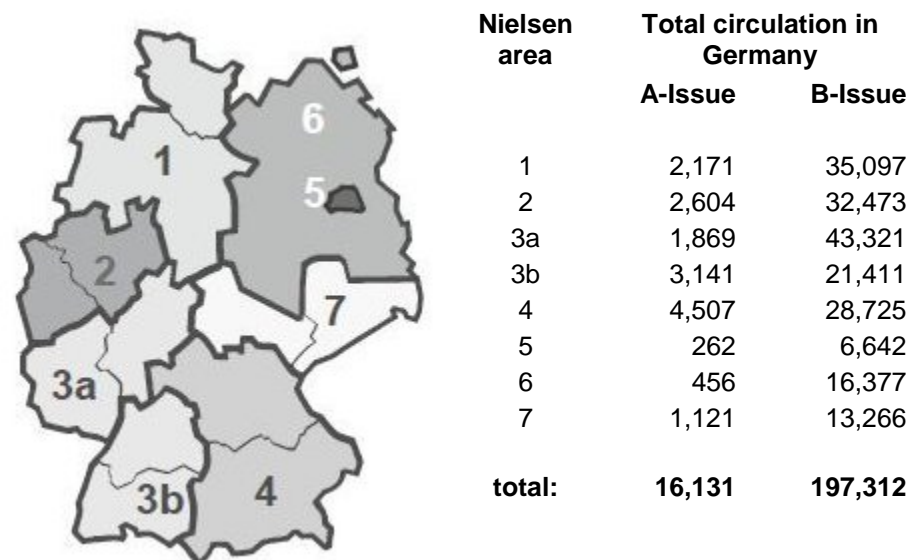 Nielsen area
Total circulation in Germany
A-Issue B-Issue
1 2,171 35,097
2 2,604 32,473
3a 1,869 43,321
3b 3,141 21,411
4 4,507 28,725
5 262 6,642
6 456 16,377
7 1,121 13,266
total: 16,131 197,312
6
1
5
2
7
3a
3b
4